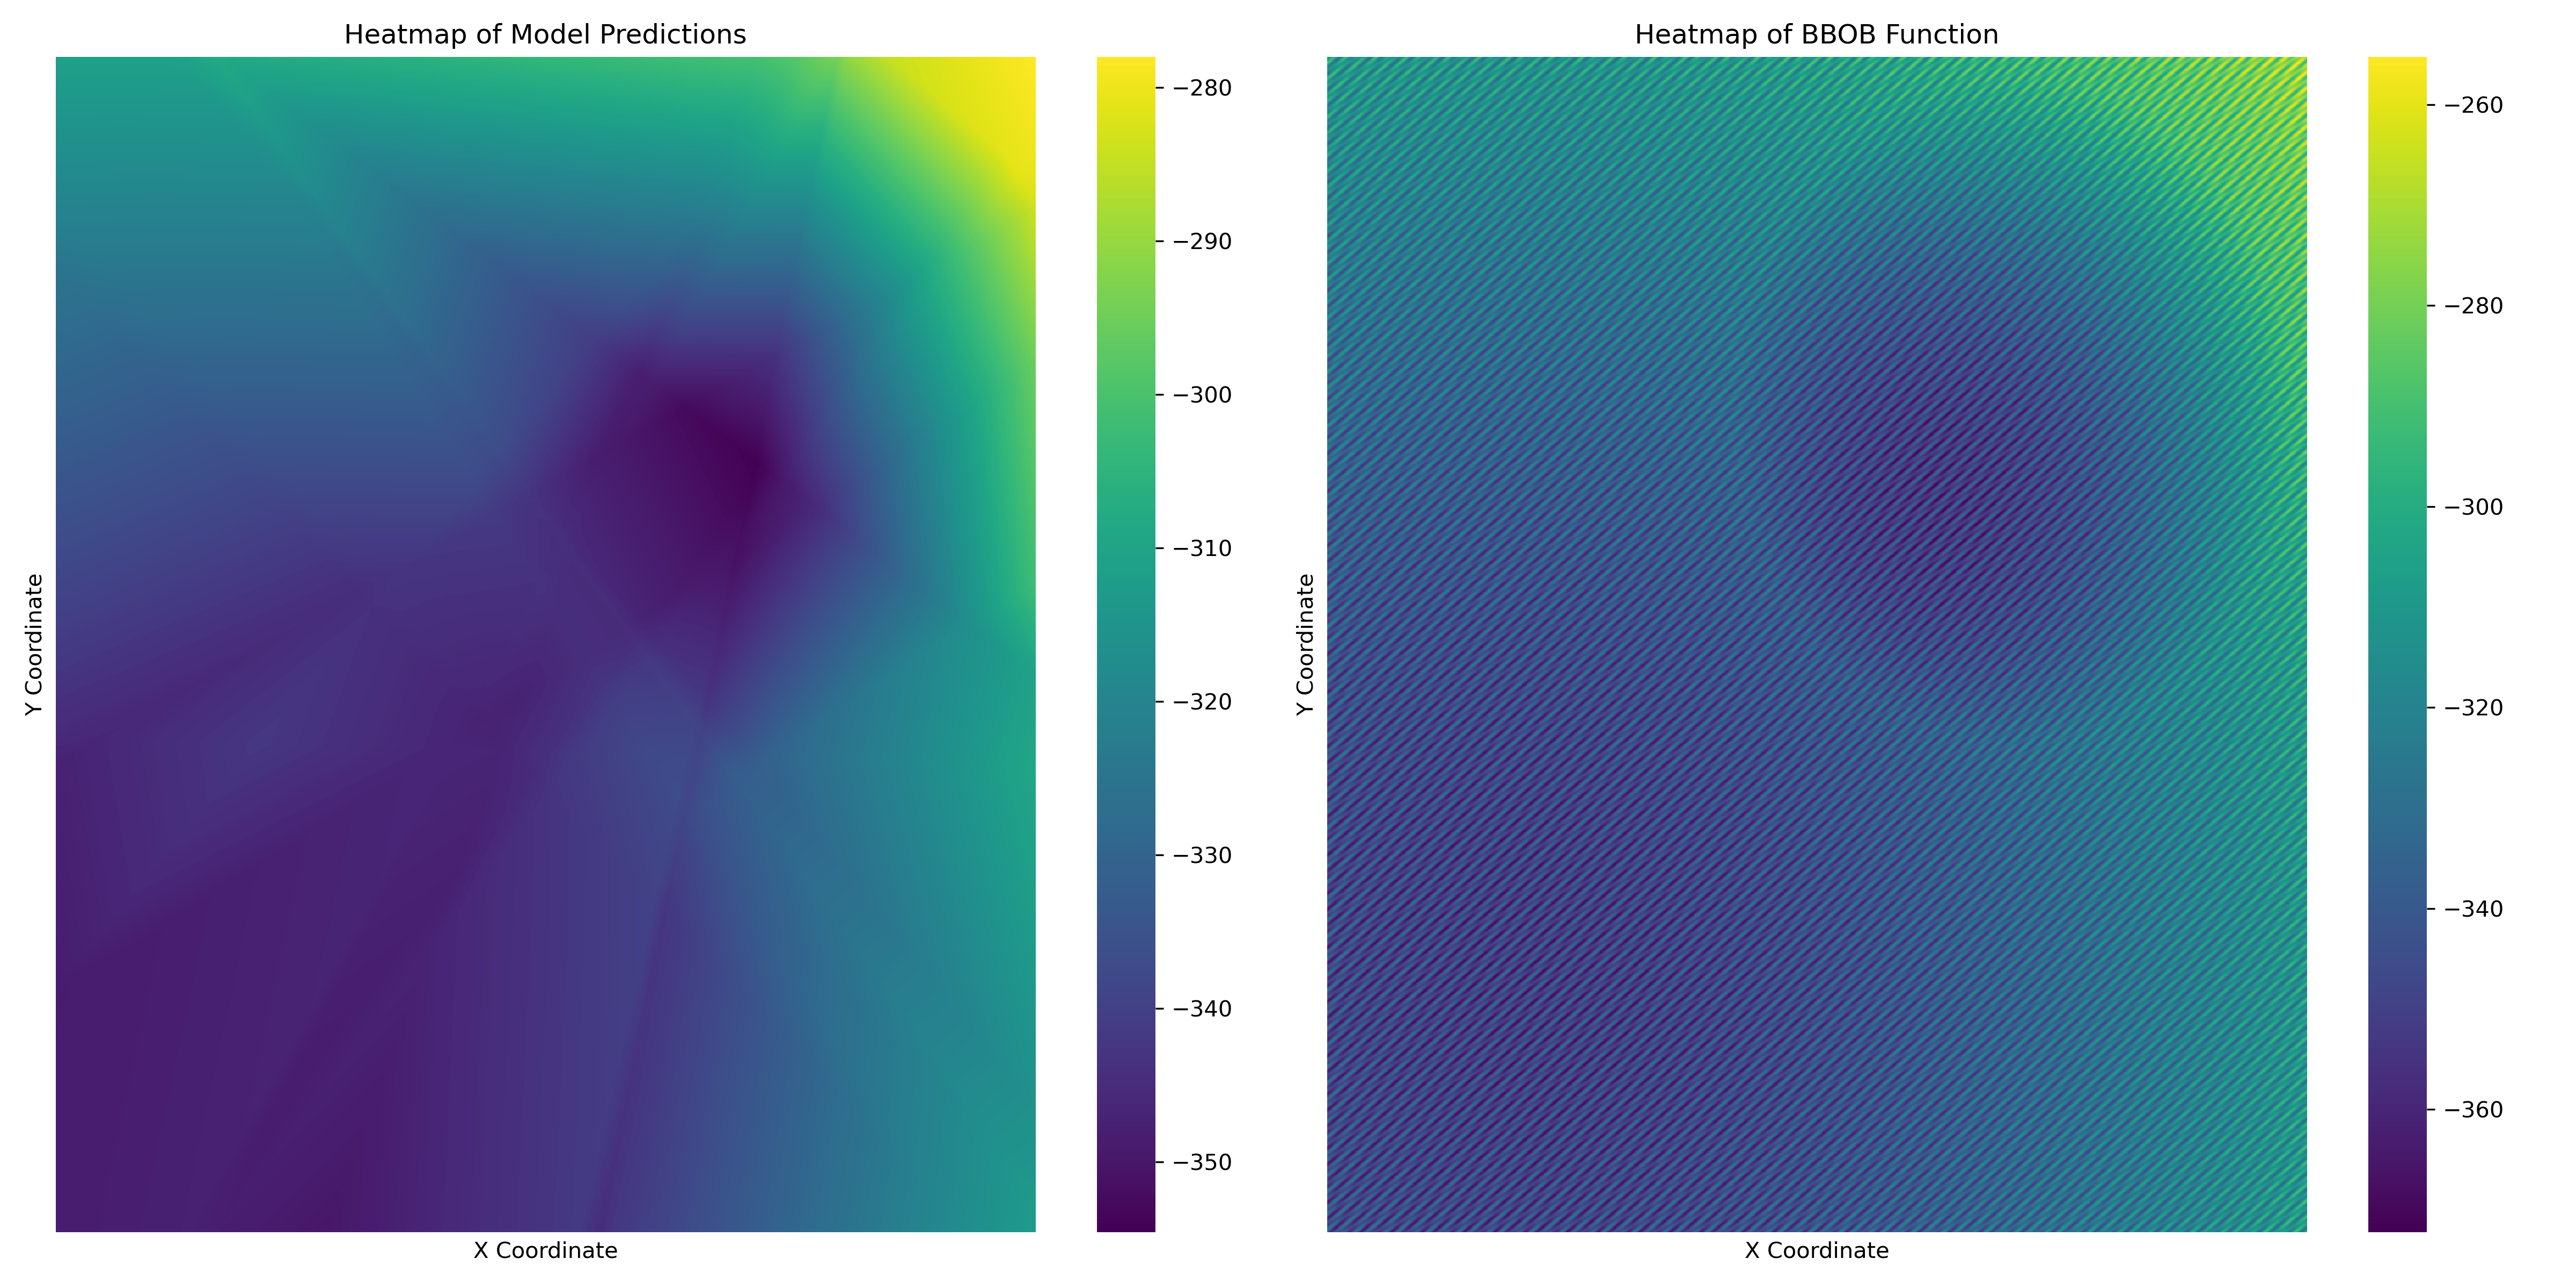 Heatmap of Model Predictions
Y Coordinate
X Coordinate
−280
−290
−300
−310
−320
−330
−340
−350
Heatmap of BBOB Function
Y Coordinate
X Coordinate
−260
−280
−300
−320
−340
−360